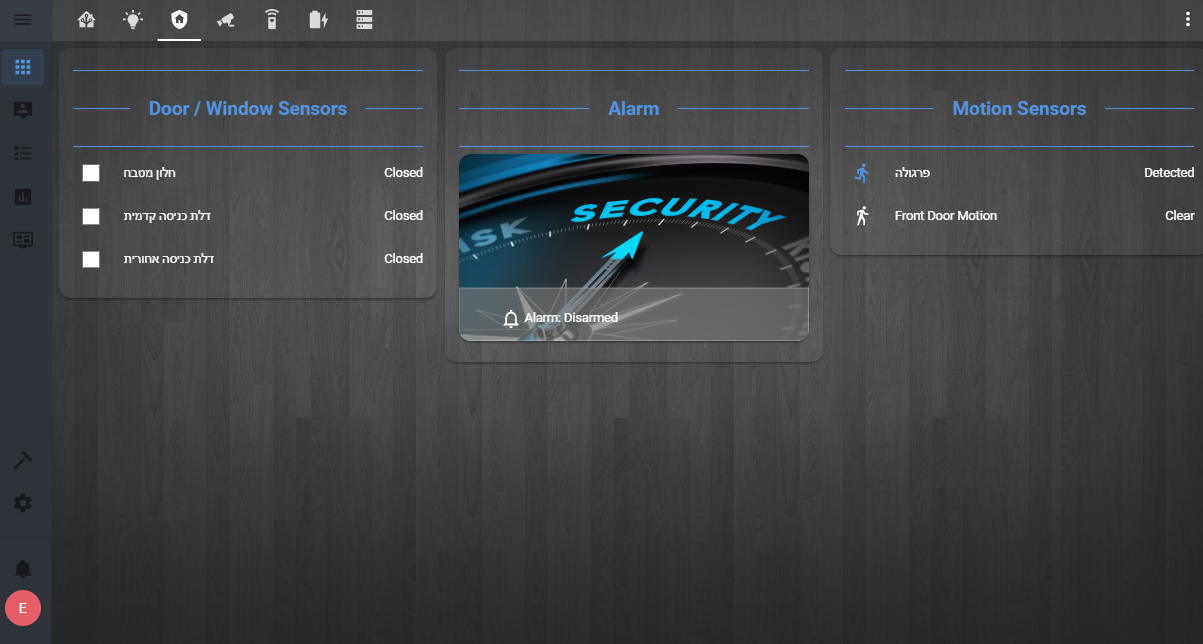 Door / Window Sensors
חלון מטבח
Closed
דלת כניסה קדמית
Closed
דלת כניסה אחורית
Closed
Alarm
SECURITY
ISK
Alarm: Disarmed
Motion Sensors
פרגולה
Detected
Front Door Motion
Clear
E